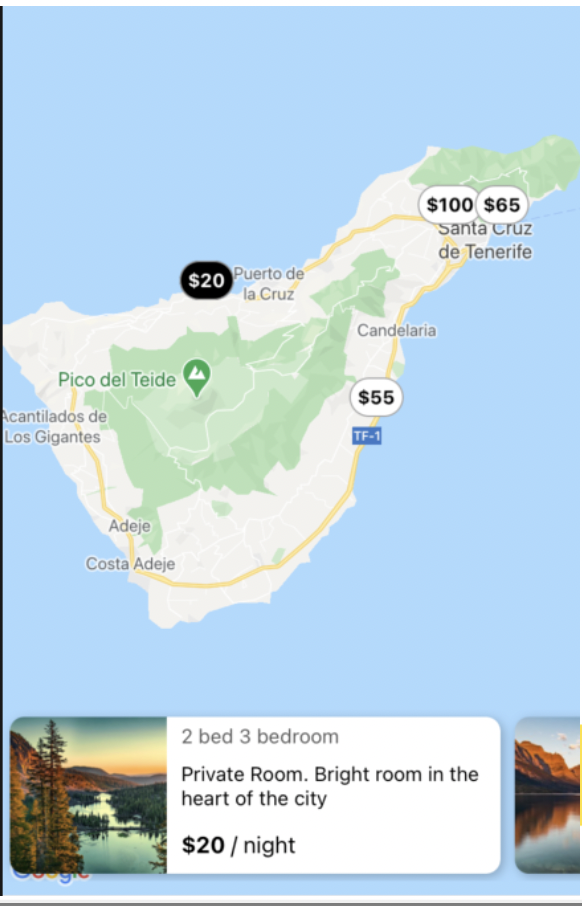 $100
$65
Santa Cruz
de Tenerife
$20
Puerto de
la Cruz
Candelaria
Pico del Teide
$55
Acantilados de
Los Gigantes
TF-1
Adeje
Costa Adeje
2 bed 3 bedroom
Private Room. Bright room in the
heart of the city
$20 / night
Google